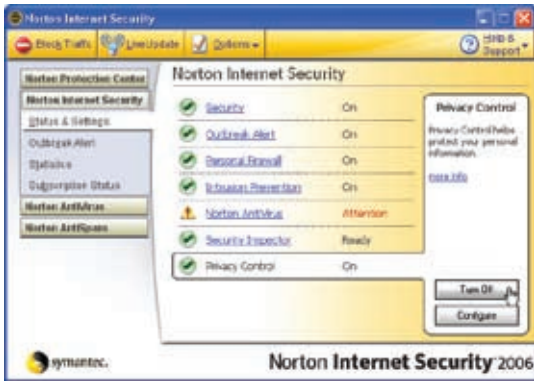 Norton Internet Security
Block Traffic LiveUpdate Options Help & Support
Norton Protection Center
Norton Internet Security
Status & Settings
Outbreak Alert
Statistics
Subscription Status
Norton AntiVirus
Norton AntiSpam
Norton Internet Security
Security On
Outbreak Alert On
Personal Firewall On
Intrusion Prevention On
Norton AntiVirus Attention
Security Inspector Ready
Privacy Control On
Privacy Control
Privacy Control helps
protect your personal
information.
more info
Turn Off
Configure
symantec.
Norton Internet Security 2006